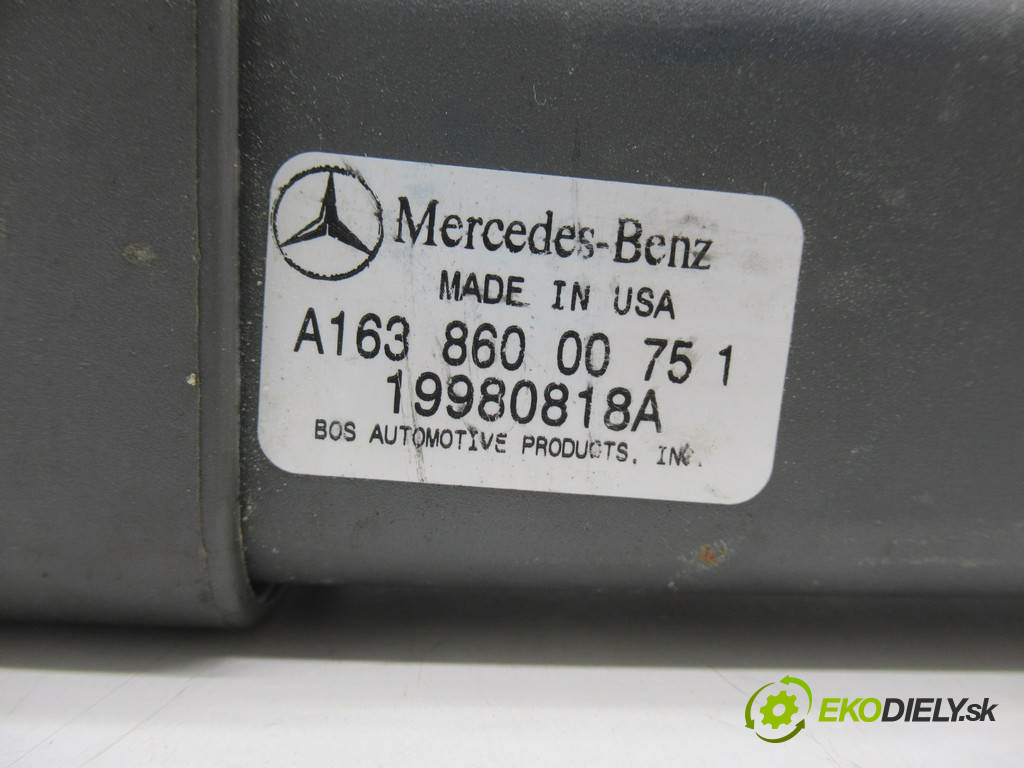 Mercedes-Benz
MADE IN USA
A163 860 00 75 1
19980818A
BOS AUTOMOTIVE PRODUCTS, INC.
EKODIELY.sk